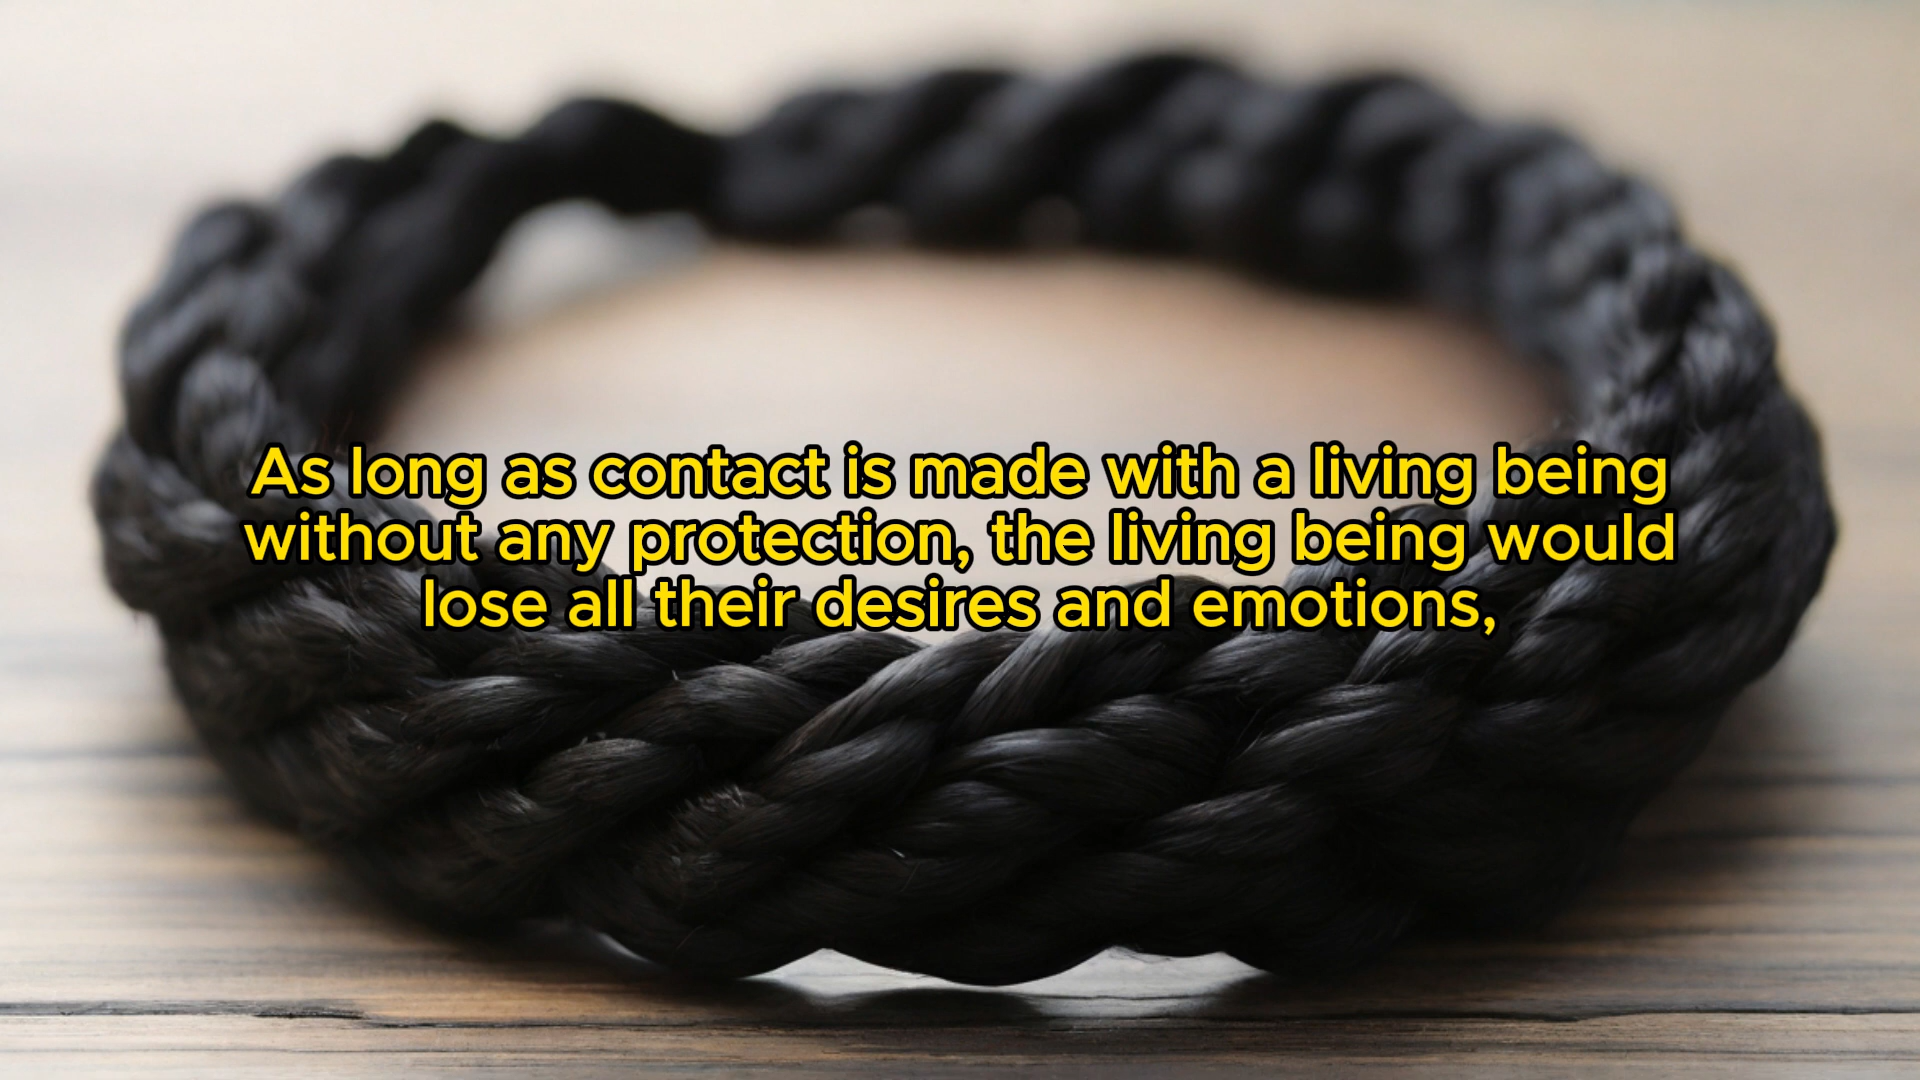 As long as contact is made with a living being
without any protection, the living being would
lose all their desires and emotions,